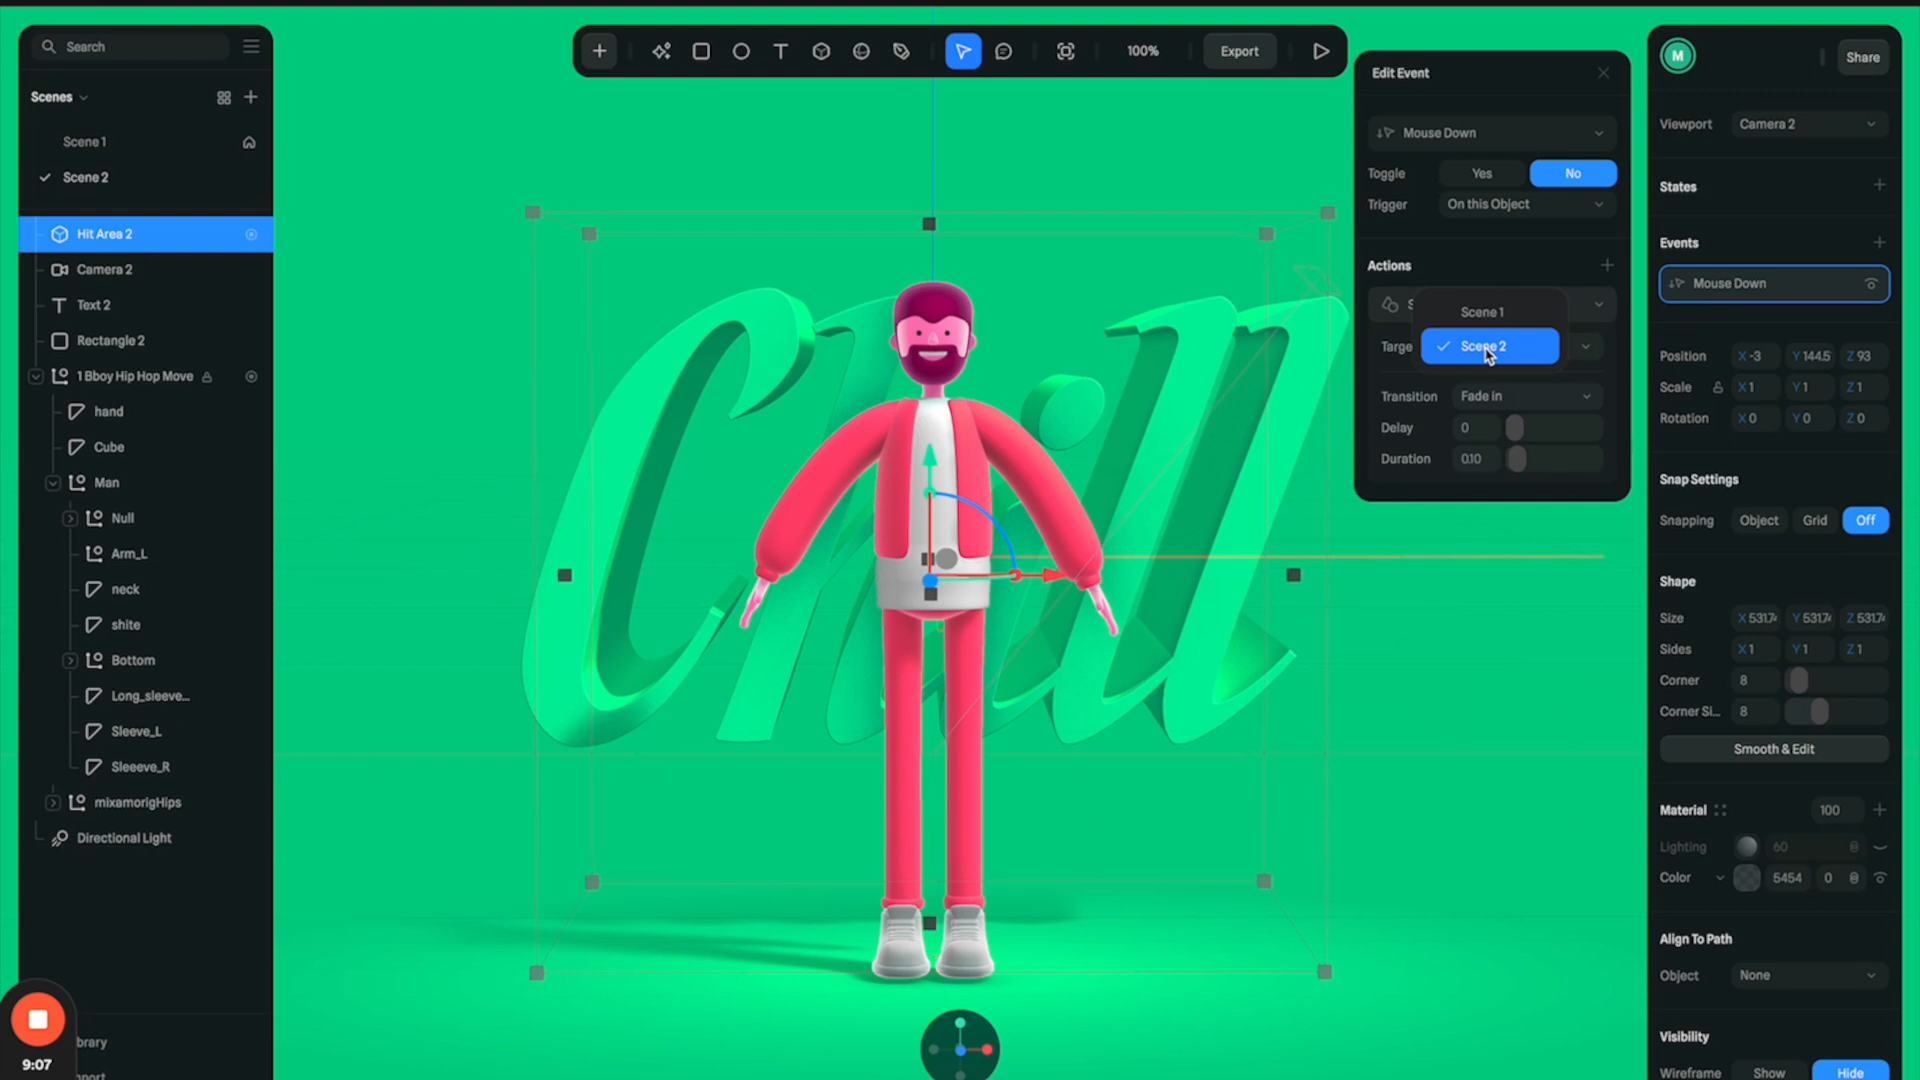 Search
Scenes
Scene 1
Scene 2
Hit Area 2
Camera 2
Text 2
Rectangle 2
1 Bboy Hip Hop Move
hand
Cube
Man
Null
Arm_L
neck
shite
Bottom
Long_sleeve...
Sleeve_L
Sleeeve_R
mixamorigHips
Directional Light
9:07
100%
Export
Chill
Edit Event
Mouse Down
Toggle Yes No
Trigger On this Object
Actions
Scene 1
Scene 2
Transition Fade in
Delay 0
Duration 0.10
M
Share
Viewport Camera 2
States
Events
Mouse Down
Position X -3 Y 144.5 Z 93
Scale X 1 Y 1 Z 1
Rotation X 0 Y 0 Z 0
Snap Settings
Snapping Object Grid Off
Shape
Size X Y Z
Sides X 1 Y 1 Z 1
Corner 8
Corner Si... 8
Smooth & Edit
Material 100
Lighting 60
Color 5454 0
Align To Path
Object None
Visibility
Wireframe Show Hide